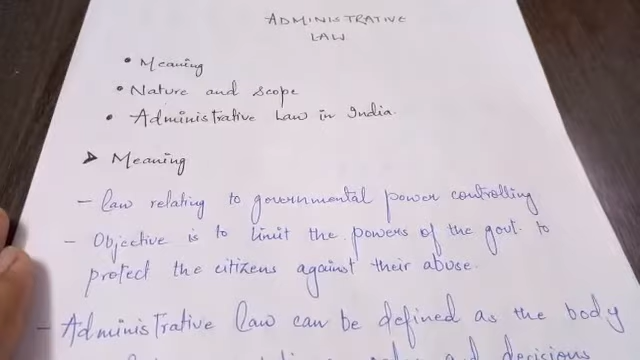 ADMINISTRATIVE
LAW
• Meaning
• Nature and scope
• Administrative Law in India.
➤ Meaning
- Law relating to governmental power controlling
- Objective is to limit the powers of the govt. to
protect the citizens against their abuse.
- Administrative law can be defined as the body
and decisions